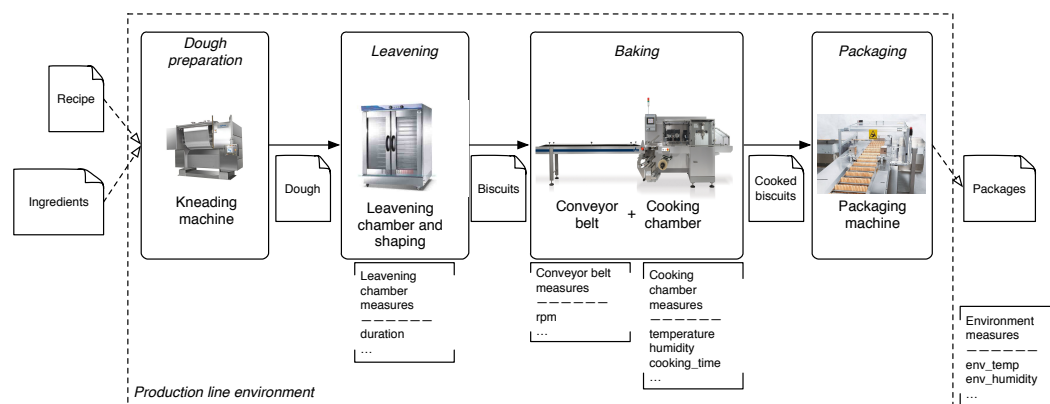 Dough
preparation
Leavening
Baking
Packaging
Recipe
Ingredients
Kneading
machine
Dough
Leavening
chamber and
shaping
Biscuits
Conveyor
belt
+
Cooking
chamber
Cooked
biscuits
Packaging
machine
Packages
Leavening
chamber
measures
——————
duration
…
Conveyor belt
measures
——————
rpm
…
Cooking
chamber
measures
——————
temperature
humidity
cooking_time
…
Environment
measures
——————
env_temp
env_humidity
…
Production line environment